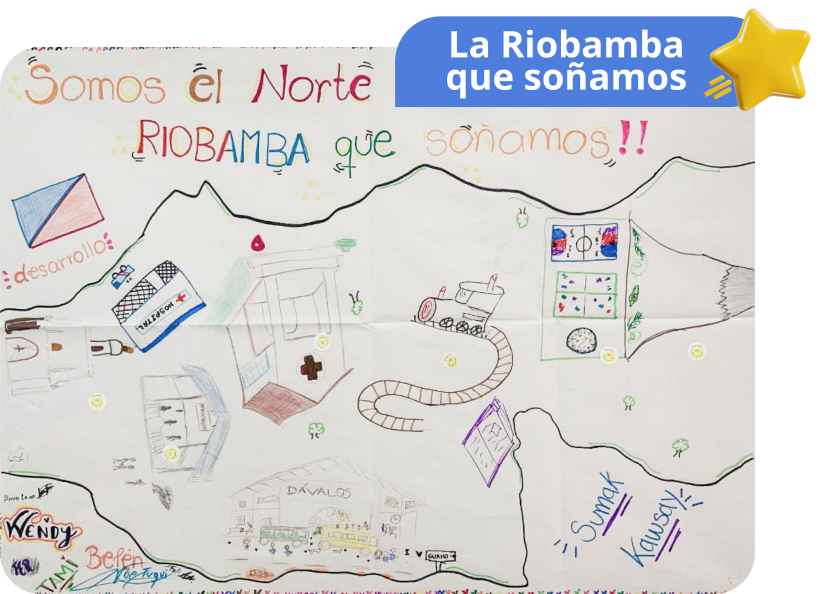 La Riobamba
que soñamos
Somos el Norte
RIOBAMBA que soñamos!!
desarrollo
HOSPITAL
DÁVALOS
I ♥
GUANO
Sumak
Kawsay
WENDY
Belén
TAMI